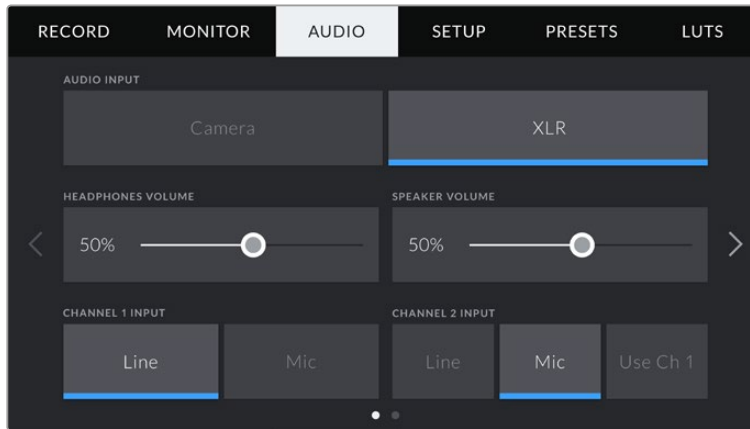 RECORD MONITOR AUDIO SETUP PRESETS LUTS
AUDIO INPUT
Camera XLR
HEADPHONES VOLUME SPEAKER VOLUME
50% 50%
CHANNEL 1 INPUT CHANNEL 2 INPUT
Line Mic Line Mic Use Ch 1